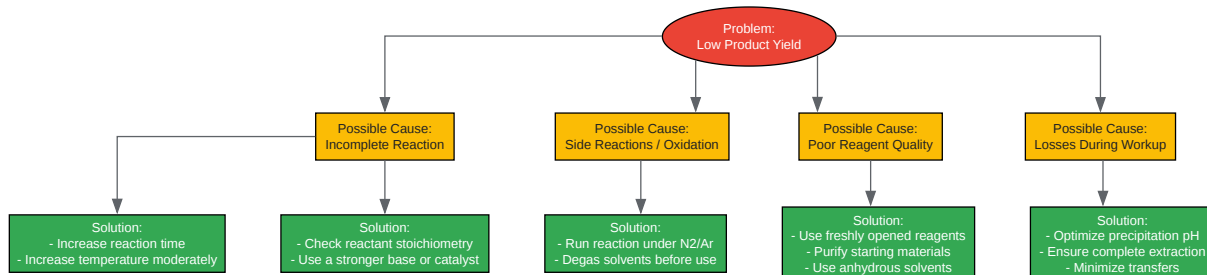 Problem:
Low Product Yield
Possible Cause:
Incomplete Reaction
Possible Cause:
Side Reactions / Oxidation
Possible Cause:
Poor Reagent Quality
Possible Cause:
Losses During Workup
Solution:
- Increase reaction time
- Increase temperature moderately
Solution:
- Check reactant stoichiometry
- Use a stronger base or catalyst
Solution:
- Run reaction under N2/Ar
- Degas solvents before use
Solution:
- Use freshly opened reagents
- Purify starting materials
- Use anhydrous solvents
Solution:
- Optimize precipitation pH
- Ensure complete extraction
- Minimize transfers